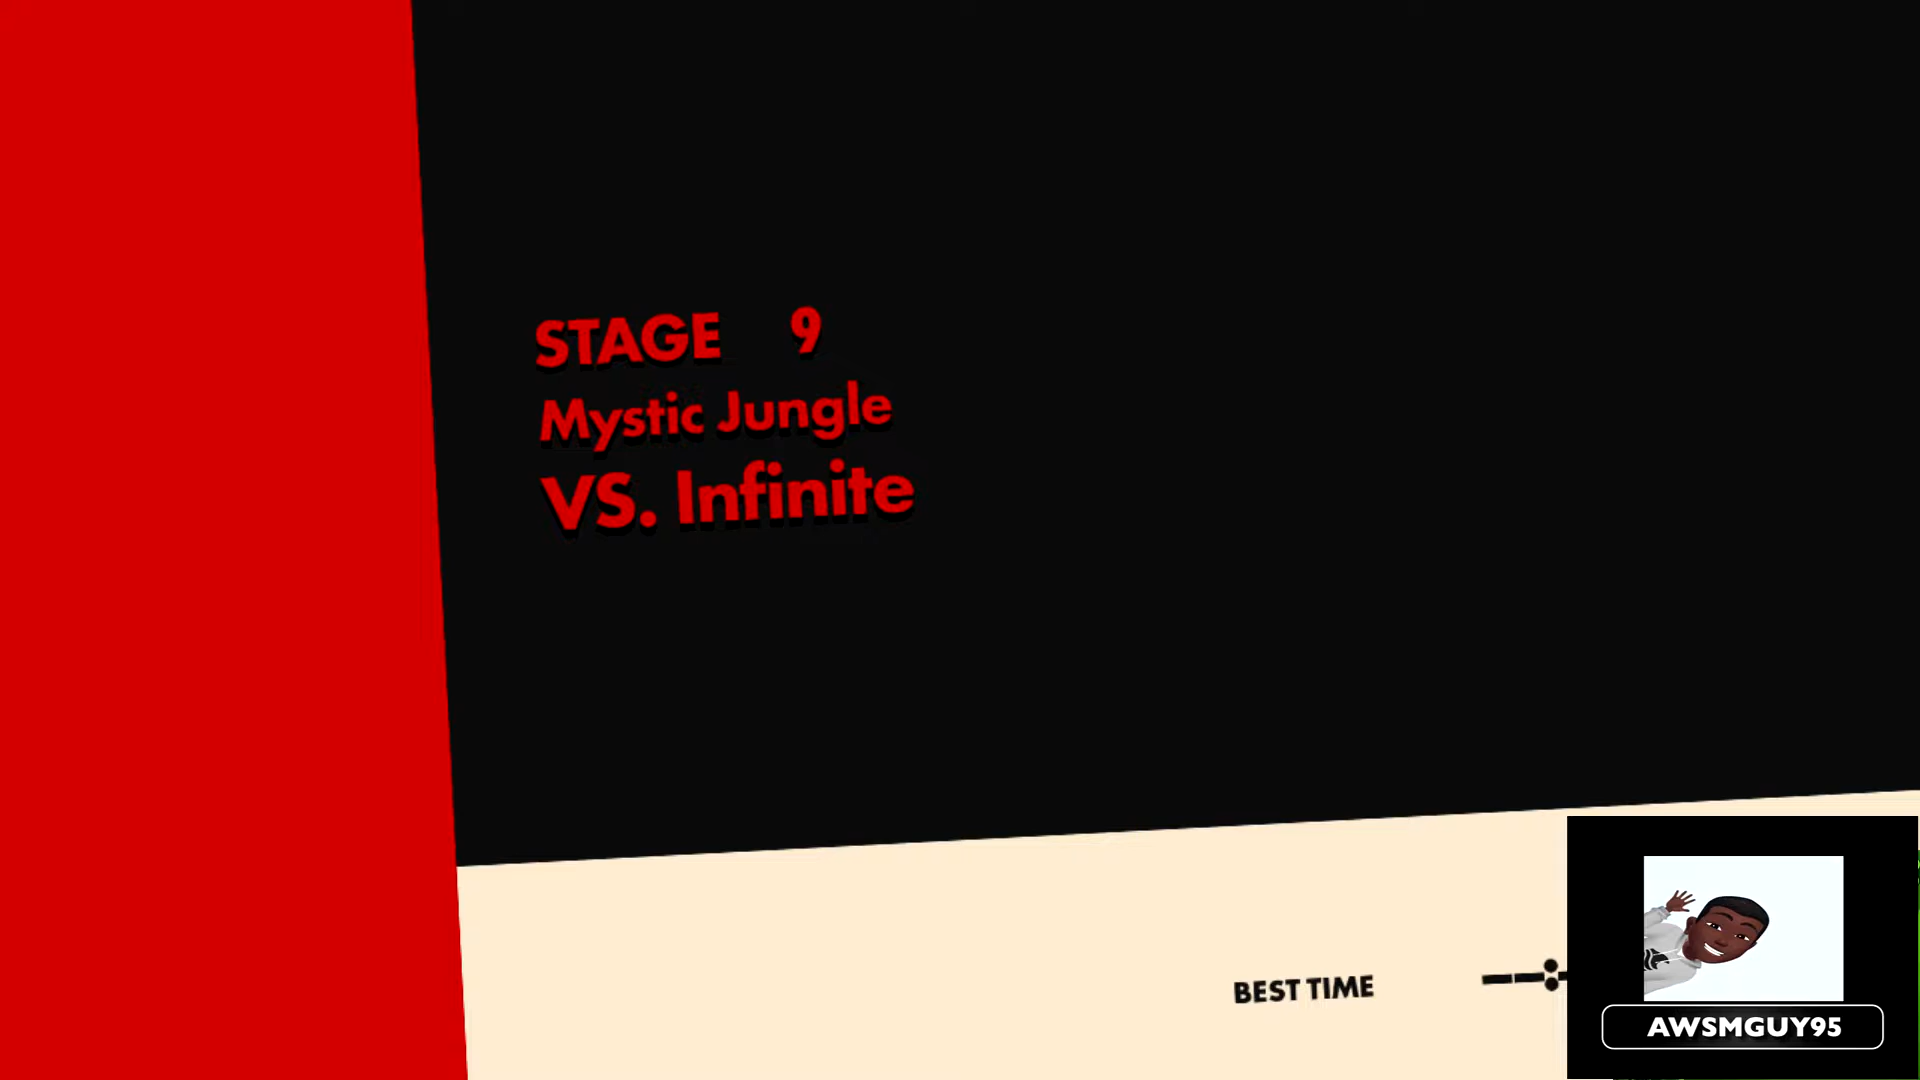 STAGE 9
Mystic Jungle
VS. Infinite
BEST TIME
AWSMGUY95